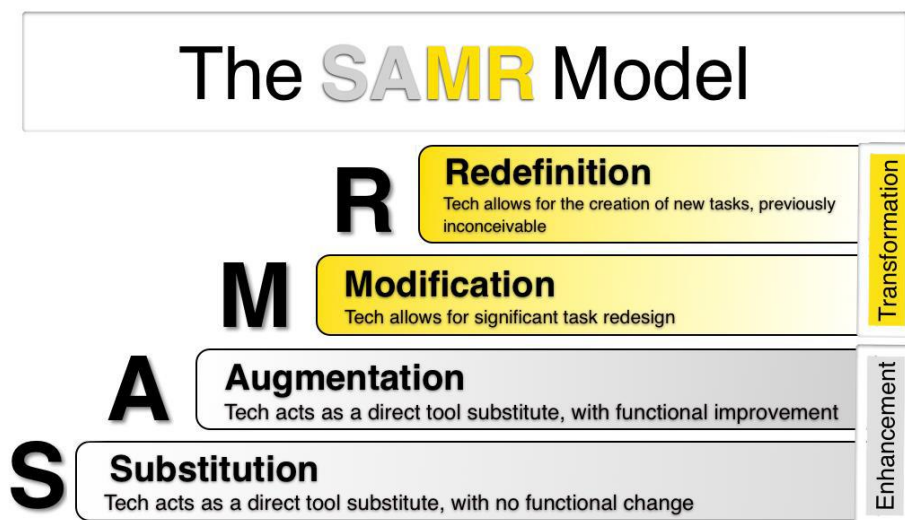 The SAMR Model
R
Redefinition
Tech allows for the creation of new tasks, previously
inconceivable
M
Modification
Tech allows for significant task redesign
Transformation
A
Augmentation
Tech acts as a direct tool substitute, with functional improvement
S
Substitution
Tech acts as a direct tool substitute, with no functional change
Enhancement